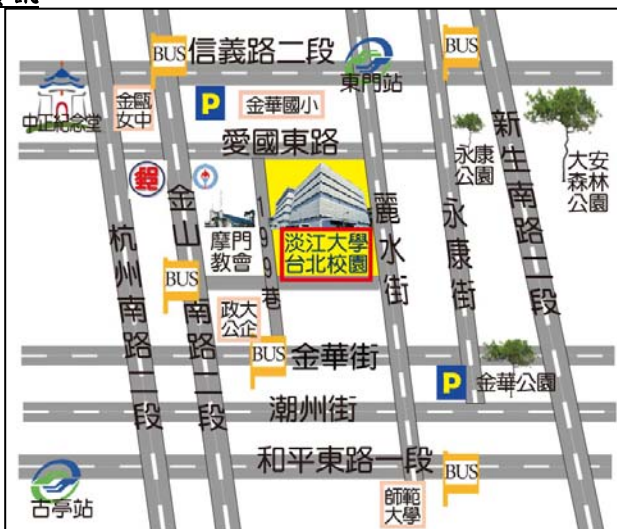 BUS
信義路二段
BUS
東門站
中正紀念堂
金甌
女中
P
金華國小
愛國東路
永康
公園
新生南路二段
大安
森林
公園
郵
金山南路二段
杭州南路一段
摩門
教會
199巷
淡江大學
台北校園
麗水街
永康街
BUS
政大
公企
BUS
金華街
P
金華公園
潮州街
和平東路一段
BUS
古亭站
師範
大學